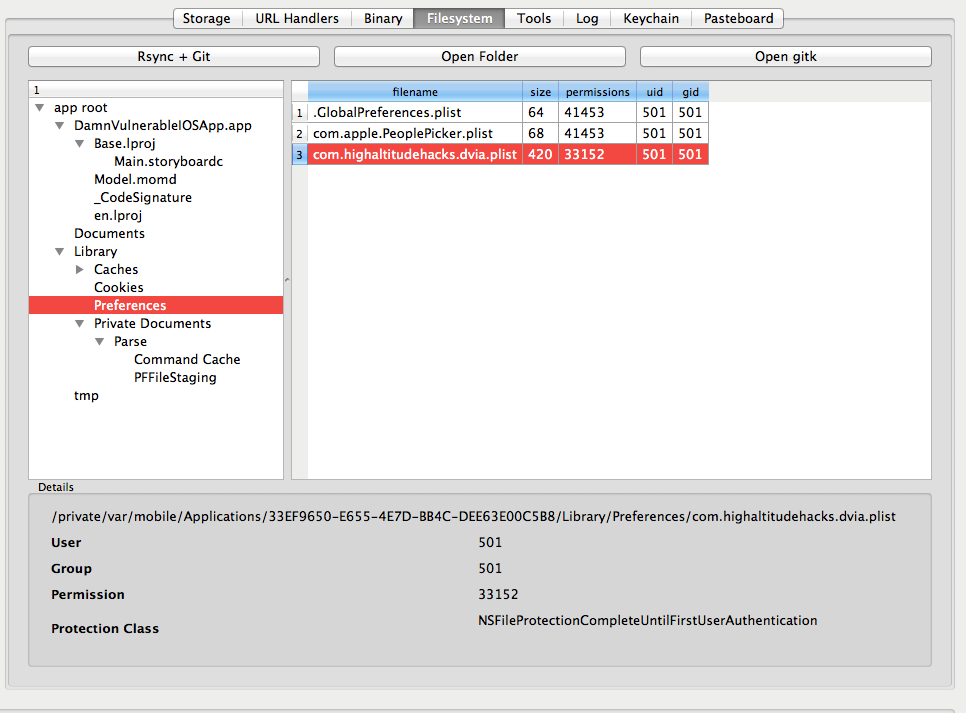 Storage URL Handlers Binary Filesystem Tools Log Keychain Pasteboard
Rsync + Git Open Folder Open gitk
1
app root
DamnVulnerableIOSApp.app
Base.lproj
Main.storyboardc
Model.momd
_CodeSignature
en.lproj
Documents
Library
Caches
Cookies
Preferences
Private Documents
Parse
Command Cache
PFFileStaging
tmp
filename size permissions uid gid
1 .GlobalPreferences.plist 64 41453 501 501
2 com.apple.PeoplePicker.plist 68 41453 501 501
3 com.highaltitudehacks.dvia.plist 420 33152 501 501
Details
/private/var/mobile/Applications/33EF9650-E655-4E7D-BB4C-DEE63E00C5B8/Library/Preferences/com.highaltitudehacks.dvia.plist
User 501
Group 501
Permission 33152
Protection Class NSFileProtectionCompleteUntilFirstUserAuthentication